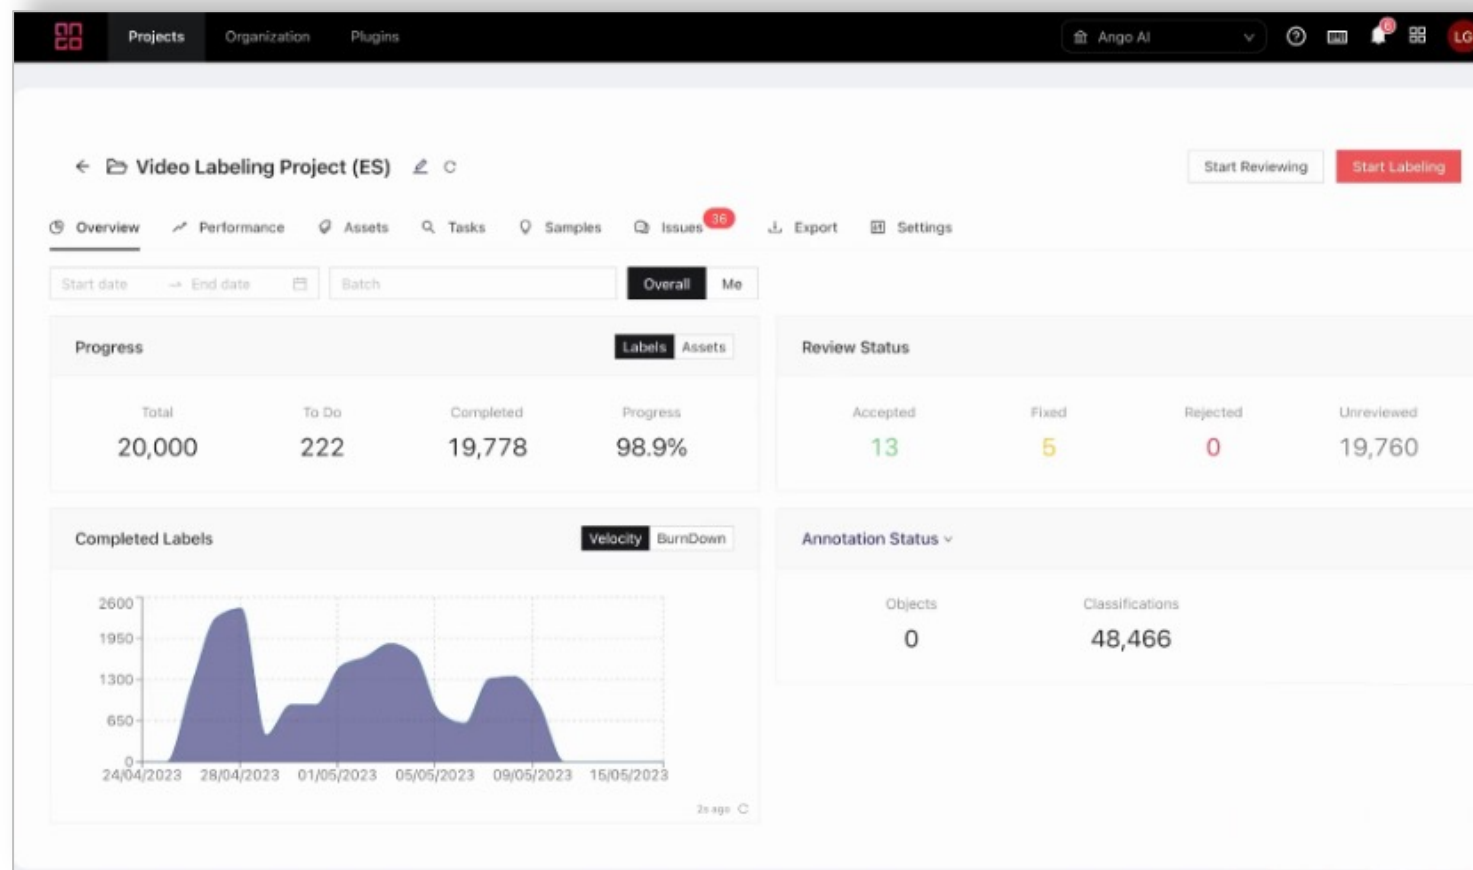 ango
Projects Organization Plugins Ango AI 6 LG
Video Labeling Project (ES) Start Reviewing Start Labeling
Overview Performance Assets Tasks Samples Issues 36 Export Settings
Start date End date Batch Overall Me
Progress Labels Assets
Total To Do Completed Progress
20,000 222 19,778 98.9%
Review Status
Accepted Fixed Rejected Unreviewed
13 5 0 19,760
Completed Labels Velocity BurnDown
2600
1950
1300
650
0
24/04/2023 28/04/2023 01/05/2023 05/05/2023 09/05/2023 15/05/2023
2s ago
Annotation Status
Objects Classifications
0 48,466